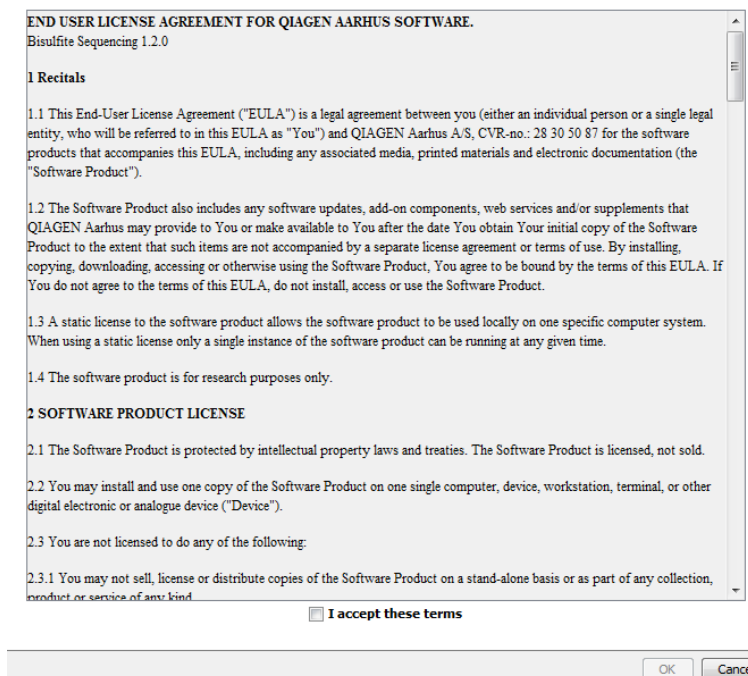 END USER LICENSE AGREEMENT FOR QIAGEN AARHUS SOFTWARE.
Bisulfite Sequencing 1.2.0
1 Recitals
1.1 This End-User License Agreement ("EULA") is a legal agreement between you (either an individual person or a single legal
entity, who will be referred to in this EULA as "You") and QIAGEN Aarhus A/S, CVR-no.: 28 30 50 87 for the software
products that accompanies this EULA, including any associated media, printed materials and electronic documentation (the
"Software Product").
1.2 The Software Product also includes any software updates, add-on components, web services and/or supplements that
QIAGEN Aarhus may provide to You or make available to You after the date You obtain Your initial copy of the Software
Product to the extent that such items are not accompanied by a separate license agreement or terms of use. By installing,
copying, downloading, accessing or otherwise using the Software Product, You agree to be bound by the terms of this EULA. If
You do not agree to the terms of this EULA, do not install, access or use the Software Product.
1.3 A static license to the software product allows the software product to be used locally on one specific computer system.
When using a static license only a single instance of the software product can be running at any given time.
1.4 The software product is for research purposes only.
2 SOFTWARE PRODUCT LICENSE
2.1 The Software Product is protected by intellectual property laws and treaties. The Software Product is licensed, not sold.
2.2 You may install and use one copy of the Software Product on one single computer, device, workstation, terminal, or other
digital electronic or analogue device ("Device").
2.3 You are not licensed to do any of the following:
2.3.1 You may not sell, license or distribute copies of the Software Product on a stand-alone basis or as part of any collection,
product or service of any kind
I accept these terms
OK
Cance